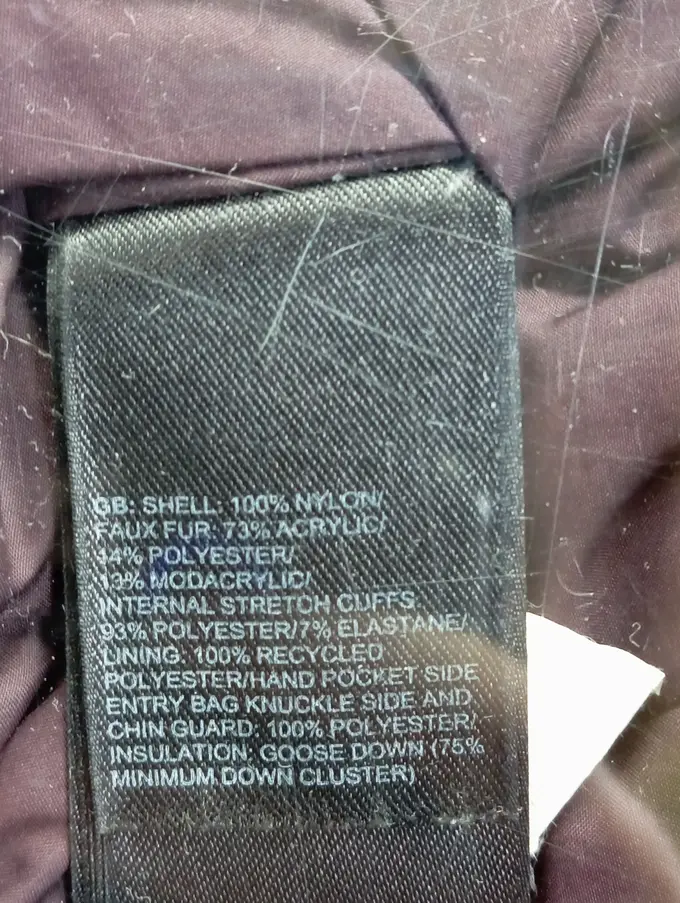 GB: SHELL: 100% NYLON/
FAUX FUR: 73% ACRYLIC/
14% POLYESTER/
13% MODACRYLIC/
INTERNAL STRETCH CUFFS:
93% POLYESTER/7% ELASTANE/
LINING: 100% RECYCLED
POLYESTER/HAND POCKET SIDE
ENTRY BAG KNUCKLE SIDE AND
CHIN GUARD: 100% POLYESTER/
INSULATION: GOOSE DOWN (75%
MINIMUM DOWN CLUSTER)